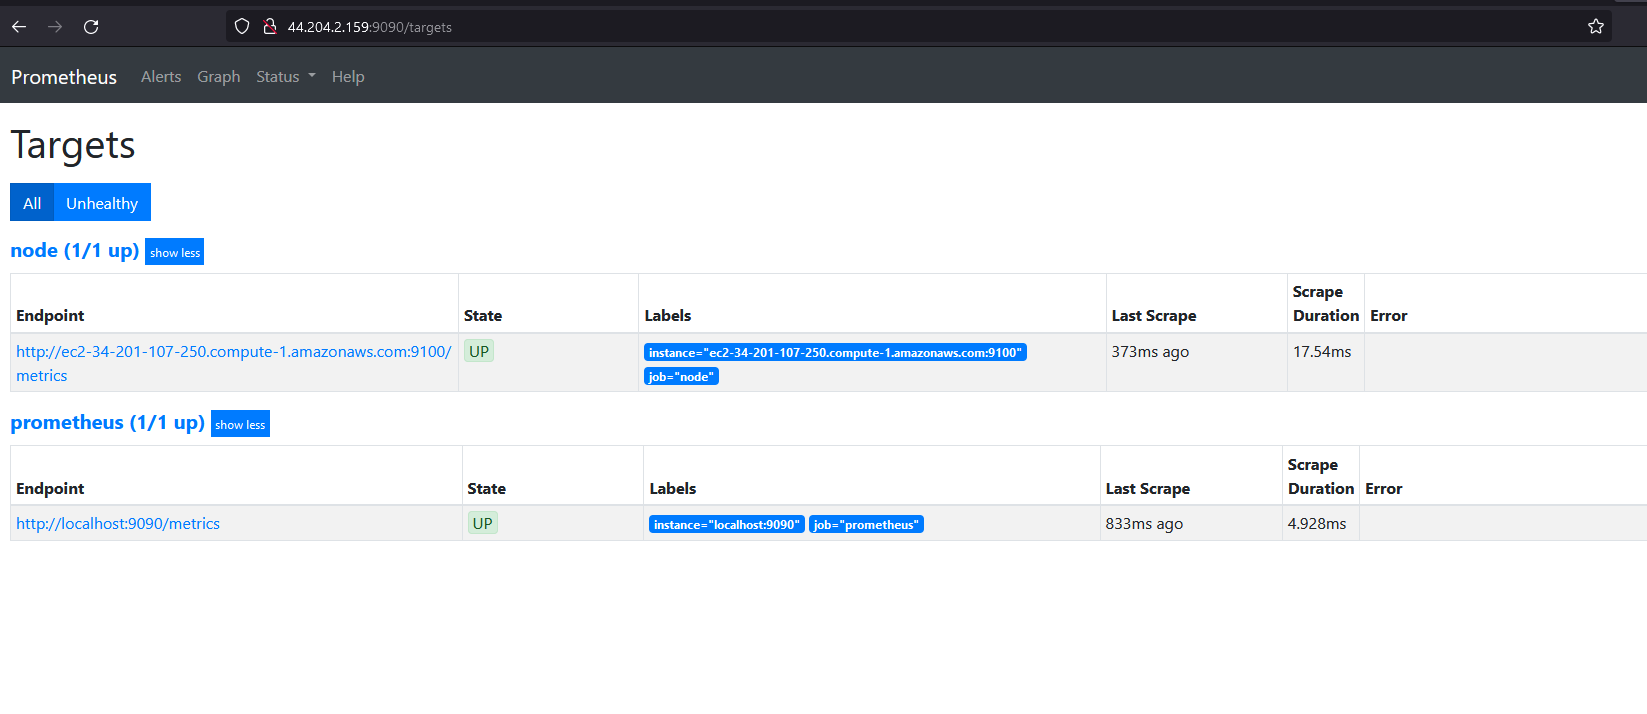 44.204.2.159:9090/targets
Prometheus Alerts Graph Status Help
Targets
All Unhealthy
node (1/1 up) show less
Endpoint State Labels Last Scrape Scrape Duration Error
http://ec2-34-201-107-250.compute-1.amazonaws.com:9100/
metrics
UP
instance="ec2-34-201-107-250.compute-1.amazonaws.com:9100"
job="node"
373ms ago
17.54ms
prometheus (1/1 up) show less
Endpoint State Labels Last Scrape Scrape Duration Error
http://localhost:9090/metrics UP instance="localhost:9090" job="prometheus" 833ms ago 4.928ms